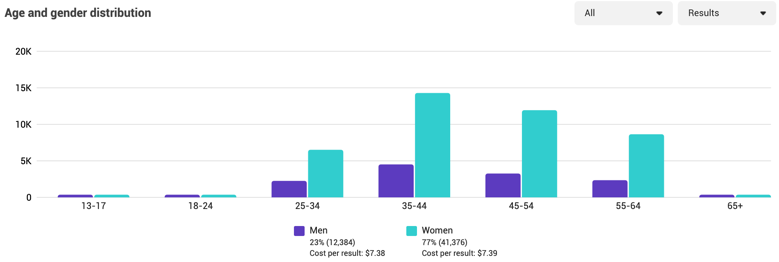 Age and gender distribution
All
Results
20K
15K
10K
5K
0
13-17 18-24 25-34 35-44 45-54 55-64 65+
Men
23% (12,384)
Cost per result: $7.38
Women
77% (41,376)
Cost per result: $7.39